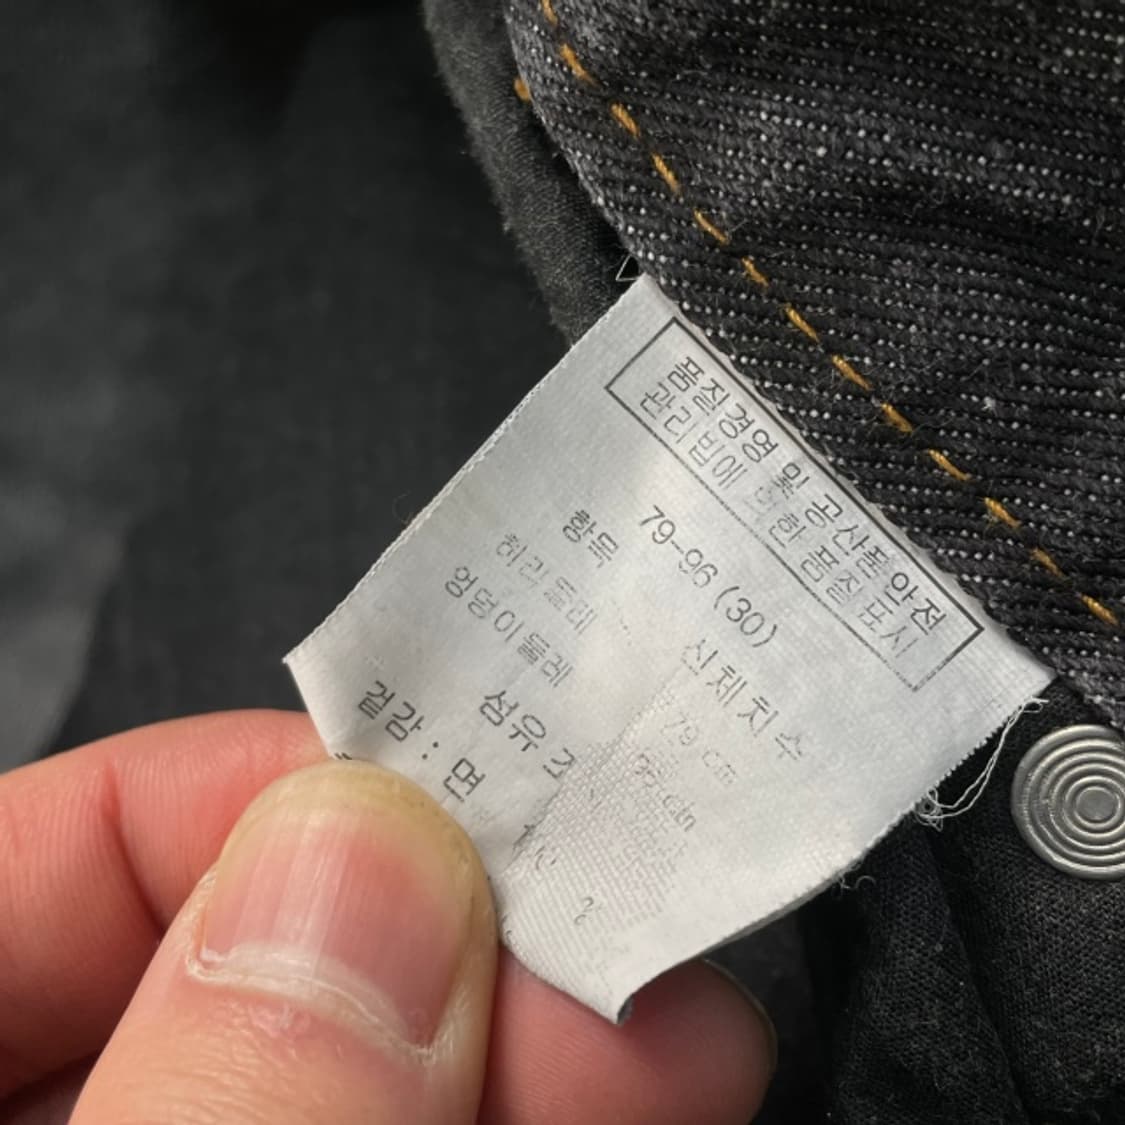 품질경영 및 공산품안전
관리법에 의한 품질표시
79-96 (30)
항목 신체치수
허리둘레 79 cm
엉덩이둘레 96 cm
섬유
겉감 : 면